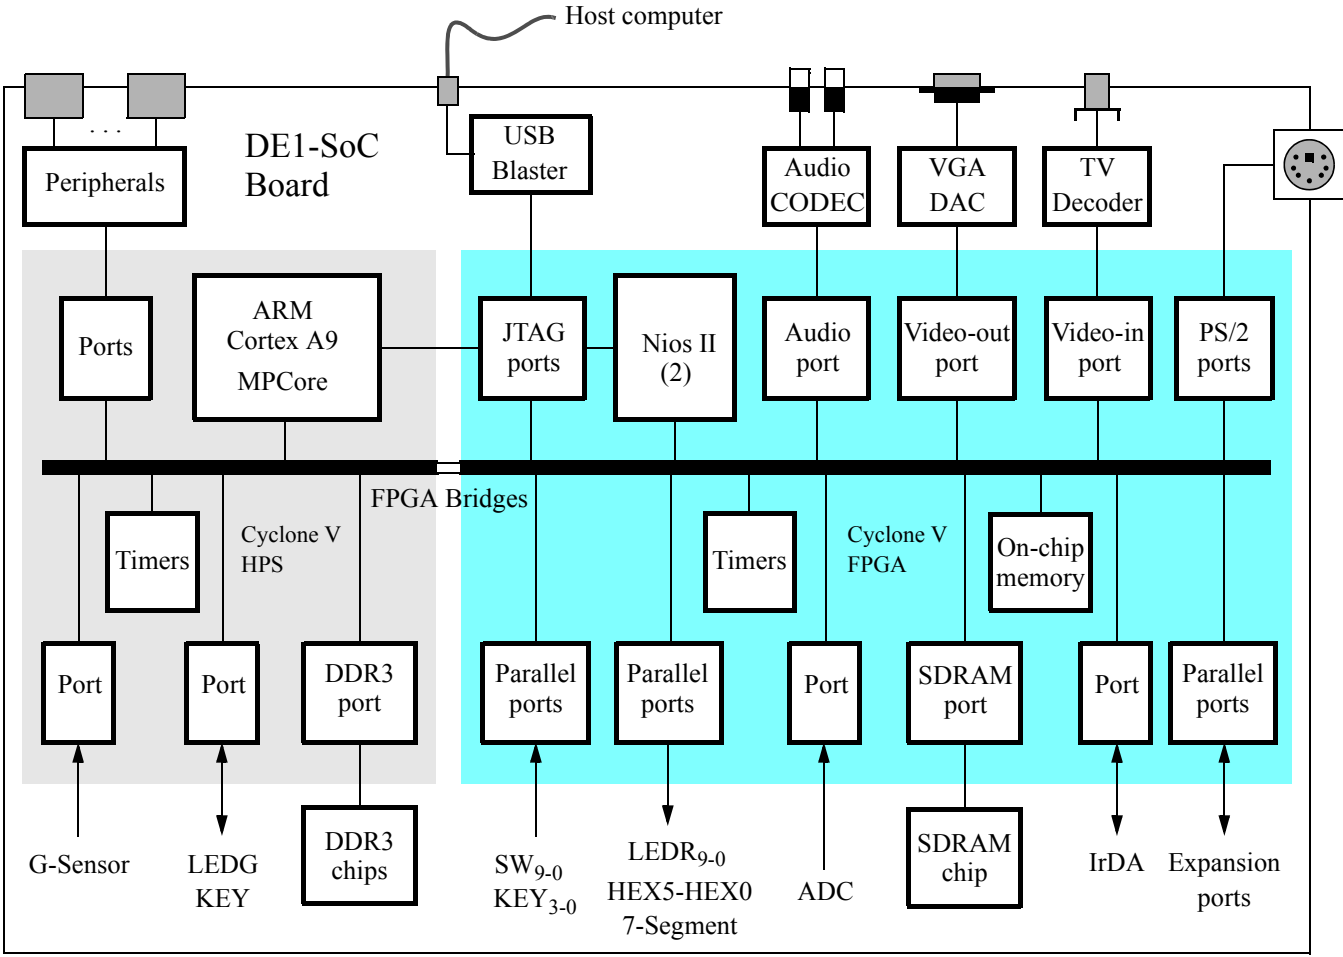 Host computer
DE1-SoC
Board
USB
Blaster
. . .
Peripherals
Audio
CODEC
VGA
DAC
TV
Decoder
Ports
ARM
Cortex A9
MPCore
JTAG
ports
Nios II
(2)
Audio
port
Video-out
port
Video-in
port
PS/2
ports
FPGA Bridges
Timers
Cyclone V
HPS
Timers
Cyclone V
FPGA
On-chip
memory
Port
Port
DDR3
port
Parallel
ports
Parallel
ports
Port
SDRAM
port
Port
Parallel
ports
G-Sensor
LEDG
KEY
DDR3
chips
SW9-0
KEY3-0
LEDR9-0
HEX5-HEX0
7-Segment
ADC
SDRAM
chip
IrDA
Expansion
ports